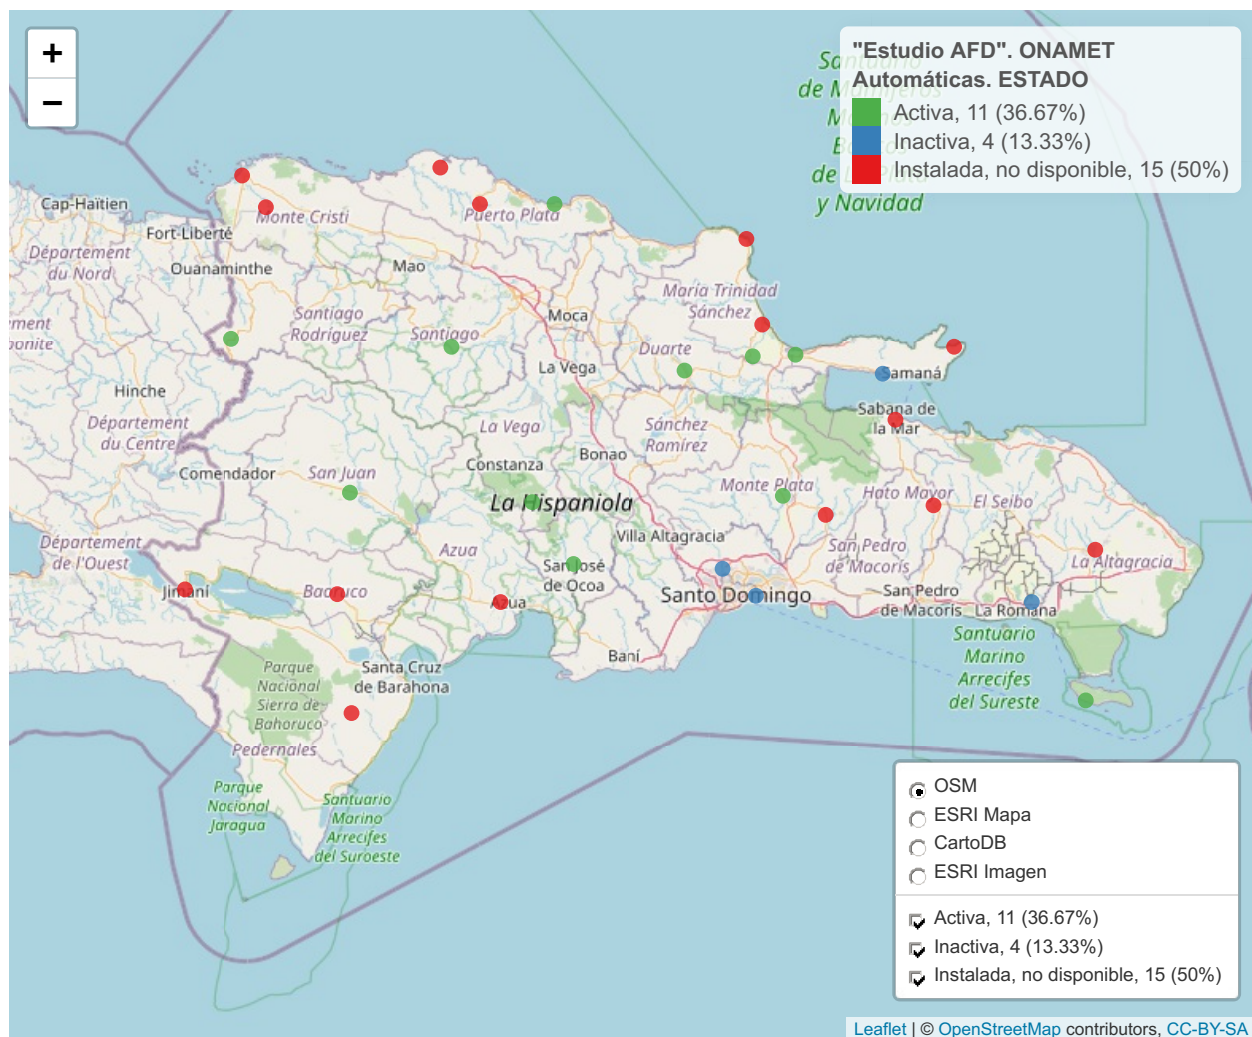 +
−
"Estudio AFD". ONAMET
Automáticas. ESTADO
Activa, 11 (36.67%)
Inactiva, 4 (13.33%)
Instalada, no disponible, 15 (50%)
y Navidad
Cap-Haïtien
Monte Cristi
Puerto Plata
Fort-Liberté
Département
du Nord
Ouanaminthe
Mao
María Trinidad
Sánchez
Santiago
Rodríguez
Moca
Santiago
Duarte
La Vega
Samaná
Hinche
Sabana de
la Mar
Département
du Centre
La Vega
Sánchez
Ramírez
Bonao
Comendador
San Juan
Constanza
Monte Plata
Hato Mayor
El Seibo
La Hispaniola
Villa Altagracia
Département
de l'Ouest
Azua
San Pedro
de Macorís
La Altagracia
San José
de Ocoa
Jimaní
Baoruco
Azua
Santo Domingo
San Pedro
de Macorís
La Romana
Santuario
Marino
Arrecifes
del Sureste
Baní
Santa Cruz
de Barahona
Parque
Nacional
Sierra de
Bahoruco
Pedernales
Parque
Nacional
Jaragua
Santuario
Marino
Arrecifes
del Suroeste
OSM
ESRI Mapa
CartoDB
ESRI Imagen
Activa, 11 (36.67%)
Inactiva, 4 (13.33%)
Instalada, no disponible, 15 (50%)
Leaflet | © OpenStreetMap contributors, CC-BY-SA